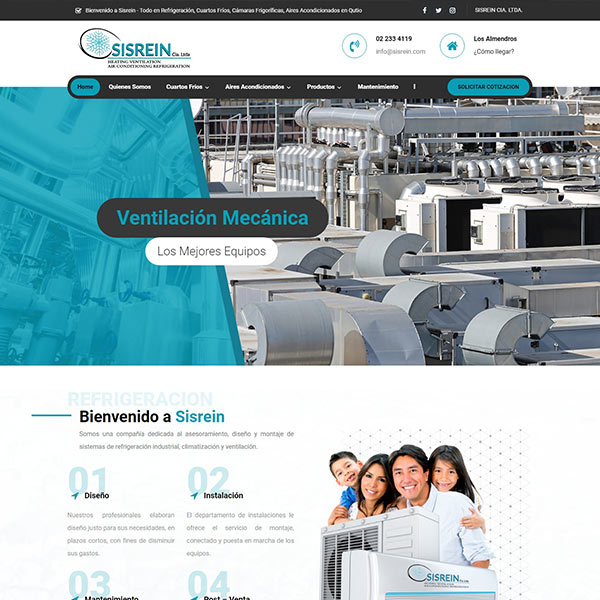 Bienvenido a Sisrein - Todo en Refrigeración, Cuartos Fríos, Cámaras Frigoríficas, Aires Acondicionados en Qutio
SISREIN CIA. LTDA.
SISREIN Cia. Ltda
HEATING VENTILATION
AIR CONDITIONING REFRIGERATION
02 233 4119
info@sisrein.com
Los Almendros
¿Cómo llegar?
Home Quienes Somos Cuartos Fríos Aires Acondicionados Productos Mantenimiento
SOLICITAR COTIZACION
Ventilación Mecánica
Los Mejores Equipos
REFRIGERACION
Bienvenido a Sisrein
Somos una compañía dedicada al asesoramiento, diseño y montaje de
sistemas de refrigeración industrial, climatización y ventilación.
01
Diseño
Nuestros profesionales elaboran
diseño justo para sus necesidades, en
plazos cortos, con fines de disminuir
sus gastos.
02
Instalación
El departamento de instalaciones le
ofrece el servicio de montaje,
conectado y puesta en marcha de los
equipos.
03
Mantenimiento
04
Post – Venta
SISREIN Cia. Ltda